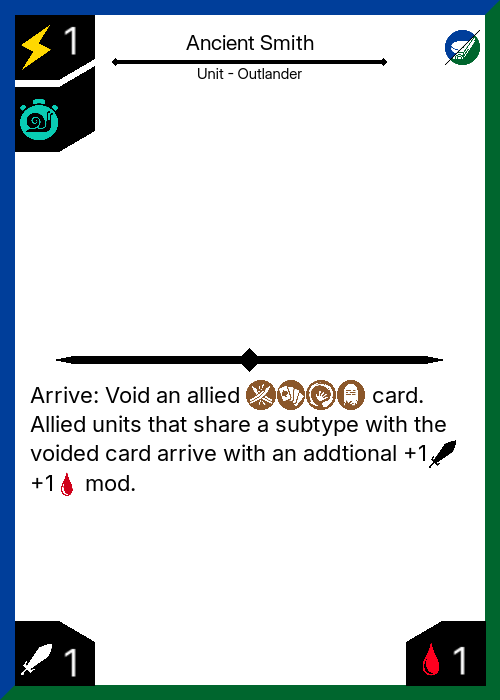 1
Ancient Smith
Unit - Outlander
Arrive: Void an allied card.
Allied units that share a subtype with the
voided card arrive with an addtional +1
+1 mod.
1
1